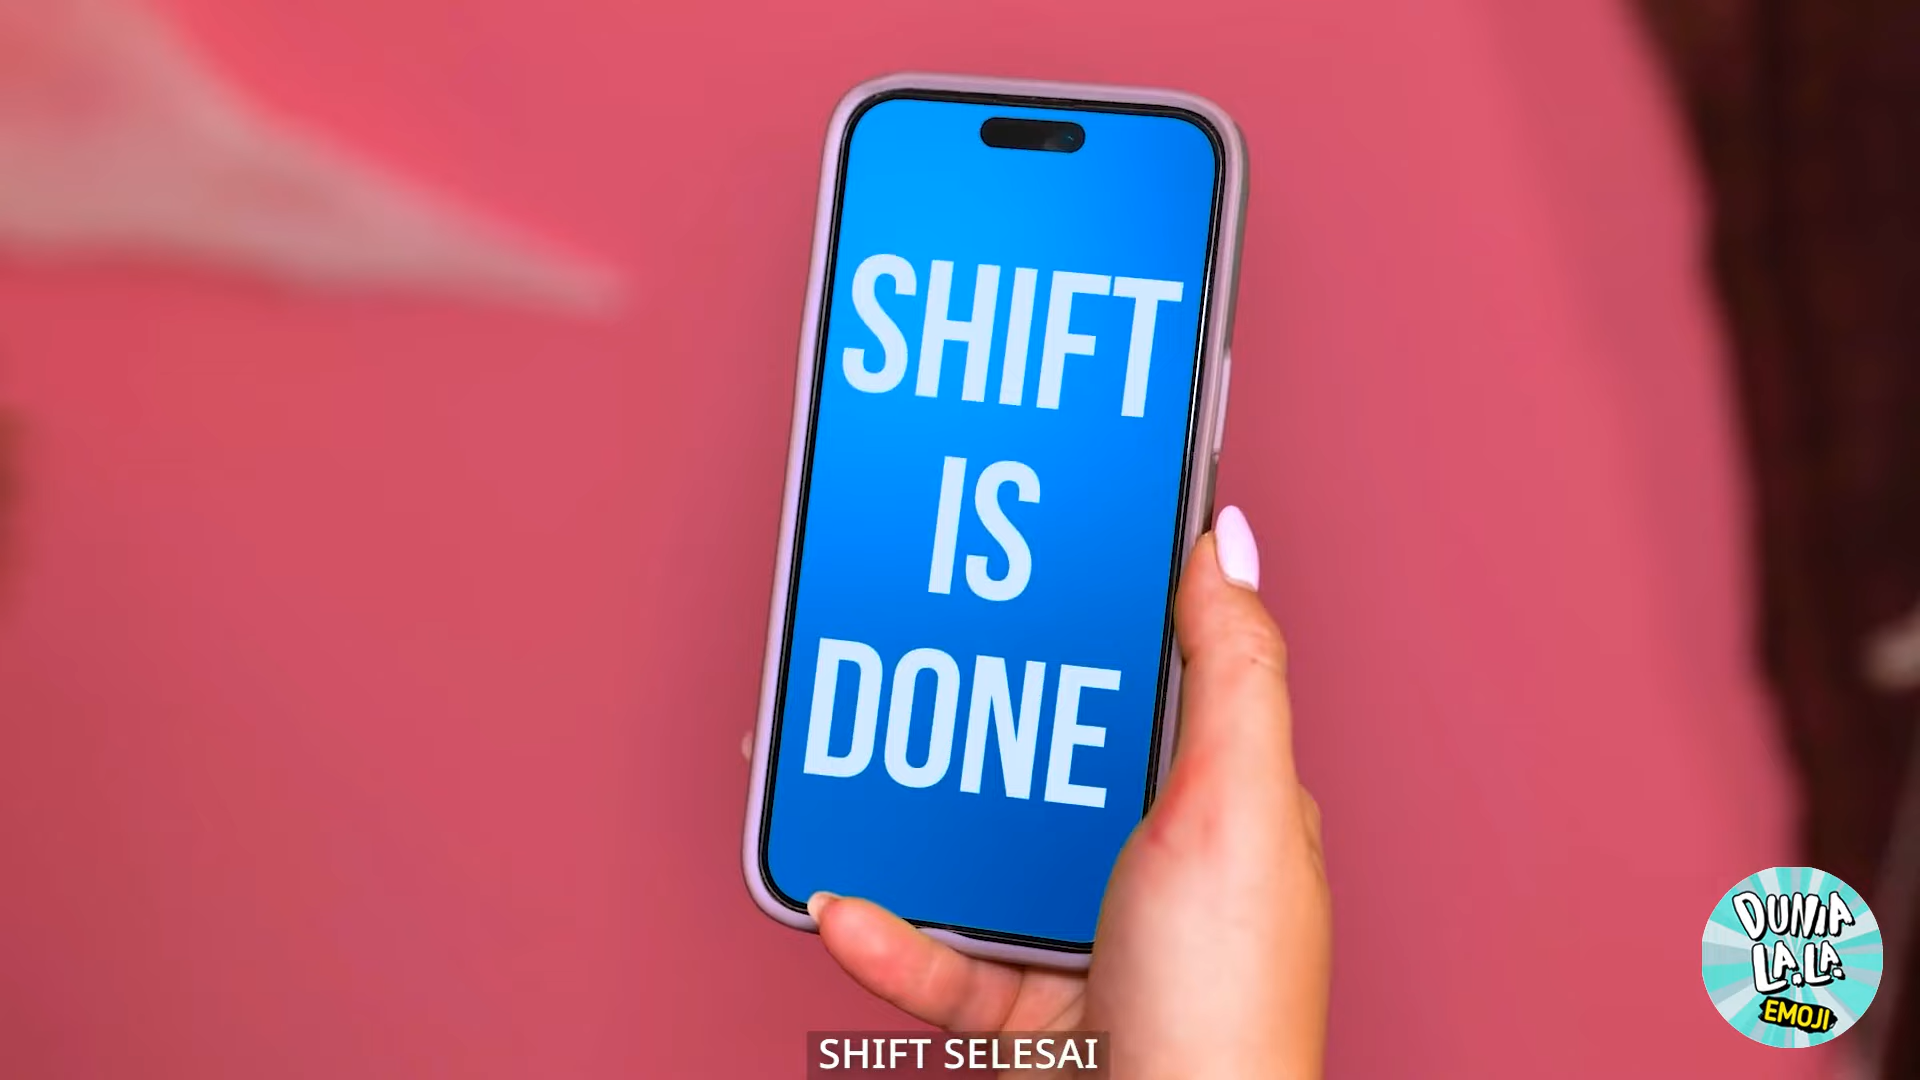 SHIFT
IS
DONE
DUNIA
LA.LA.
EMOJI
SHIFT SELESAI